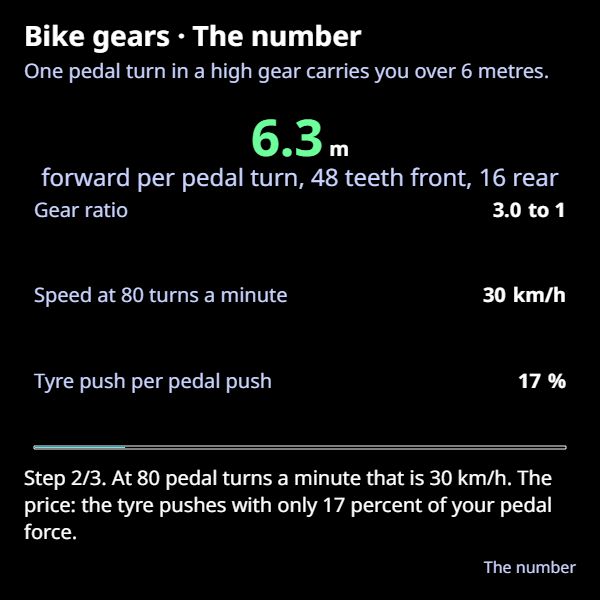 Bike gears · The number
One pedal turn in a high gear carries you over 6 metres.
6.3 m
forward per pedal turn, 48 teeth front, 16 rear
Gear ratio 3.0 to 1
Speed at 80 turns a minute 30 km/h
Tyre push per pedal push 17 %
Step 2/3. At 80 pedal turns a minute that is 30 km/h. The
price: the tyre pushes with only 17 percent of your pedal
force.
The number